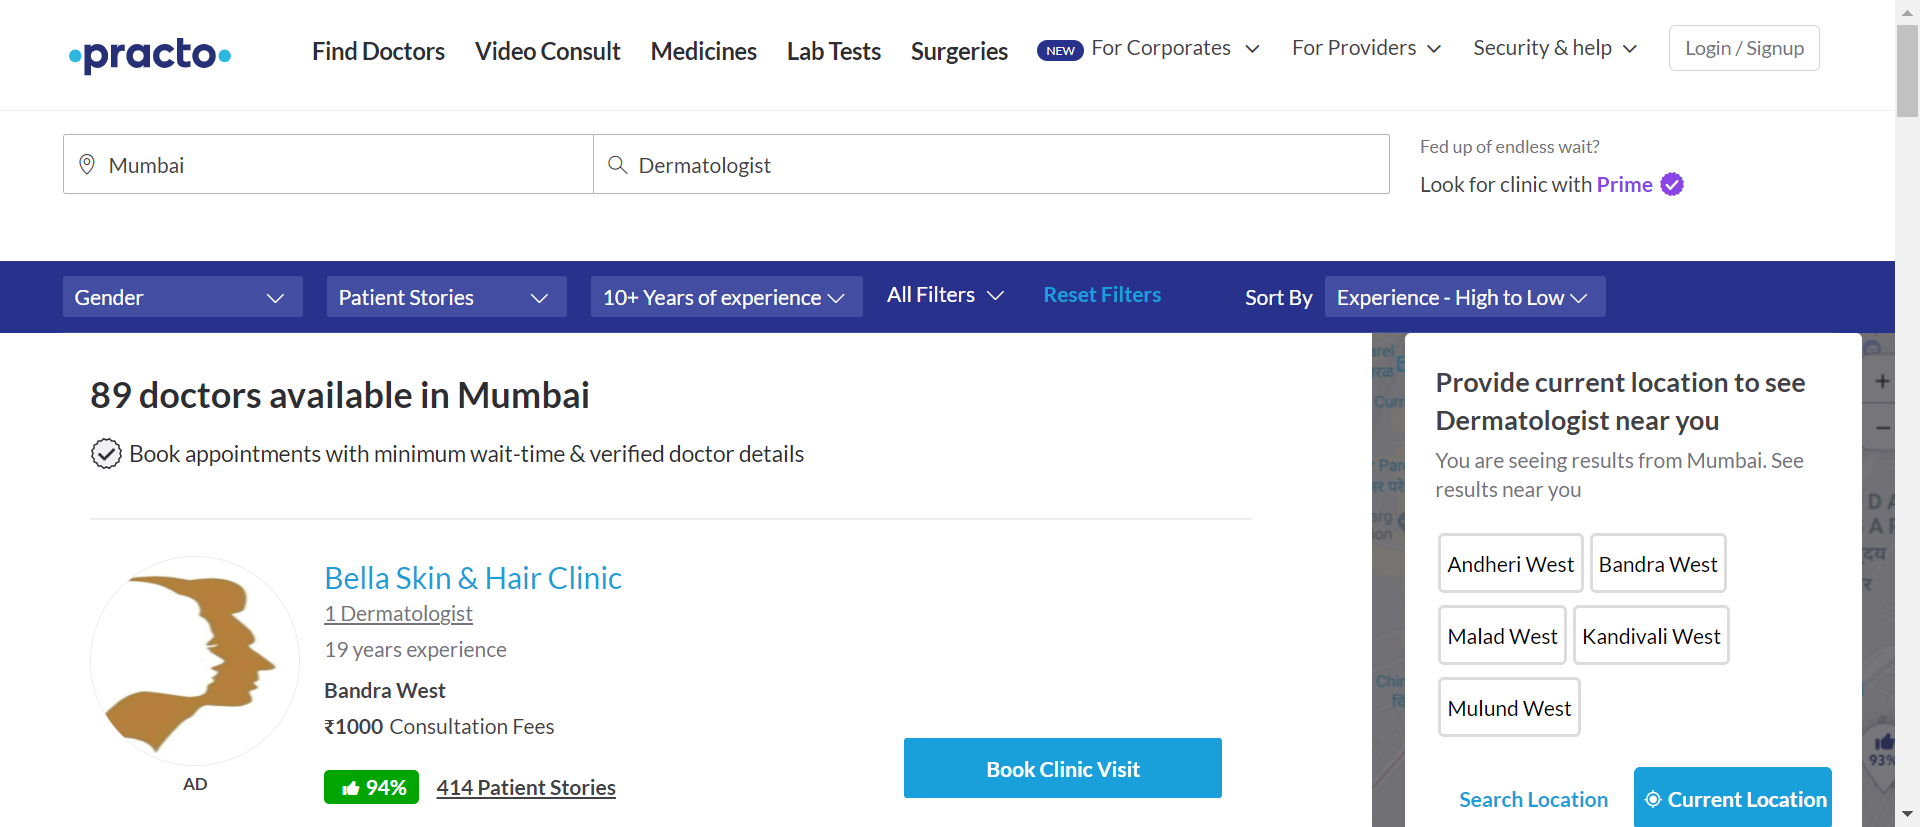 practo
Find Doctors
Video Consult
Medicines
Lab Tests
Surgeries
NEW For Corporates
For Providers
Security & help
Login / Signup
Mumbai
Dermatologist
Fed up of endless wait?
Look for clinic with Prime
Gender
Patient Stories
10+ Years of experience
All Filters
Reset Filters
Sort By
Experience - High to Low
89 doctors available in Mumbai
Book appointments with minimum wait-time & verified doctor details
Bella Skin & Hair Clinic
1 Dermatologist
19 years experience
Bandra West
₹1000 Consultation Fees
94% 414 Patient Stories
AD
Book Clinic Visit
Provide current location to see
Dermatologist near you
You are seeing results from Mumbai. See
results near you
Andheri West
Bandra West
Malad West
Kandivali West
Mulund West
Search Location
Current Location
+
−
93%